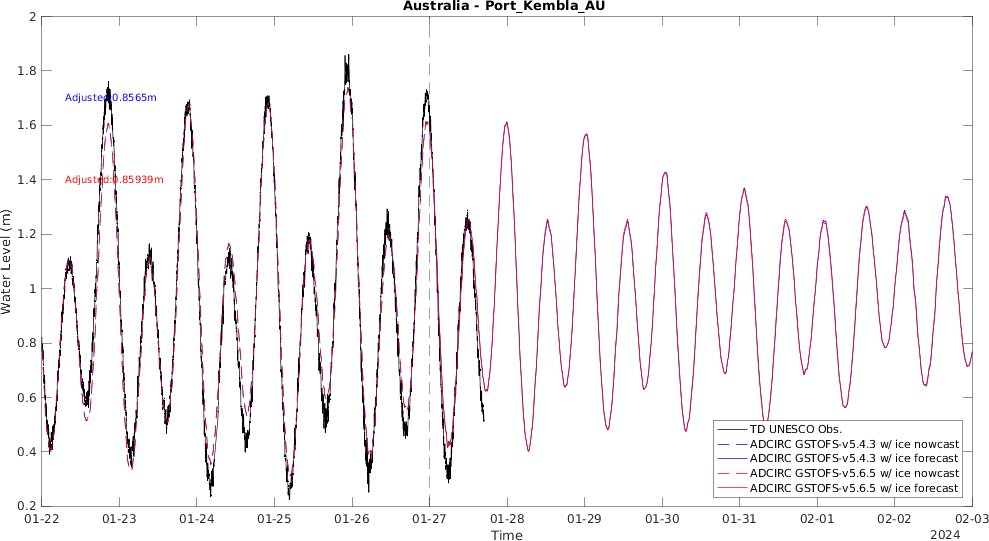 Australia - Port_Kembla_AU
Water Level (m)
2
1.8
1.6
1.4
1.2
1
0.8
0.6
0.4
0.2
Adjusted:0.8565m
Adjusted:0.85939m
TD UNESCO Obs.
ADCIRC GSTOFS-v5.4.3 w/ ice nowcast
ADCIRC GSTOFS-v5.4.3 w/ ice forecast
ADCIRC GSTOFS-v5.6.5 w/ ice nowcast
ADCIRC GSTOFS-v5.6.5 w/ ice forecast
01-22 01-23 01-24 01-25 01-26 01-27 01-28 01-29 01-30 01-31 02-01 02-02 02-03
Time
2024